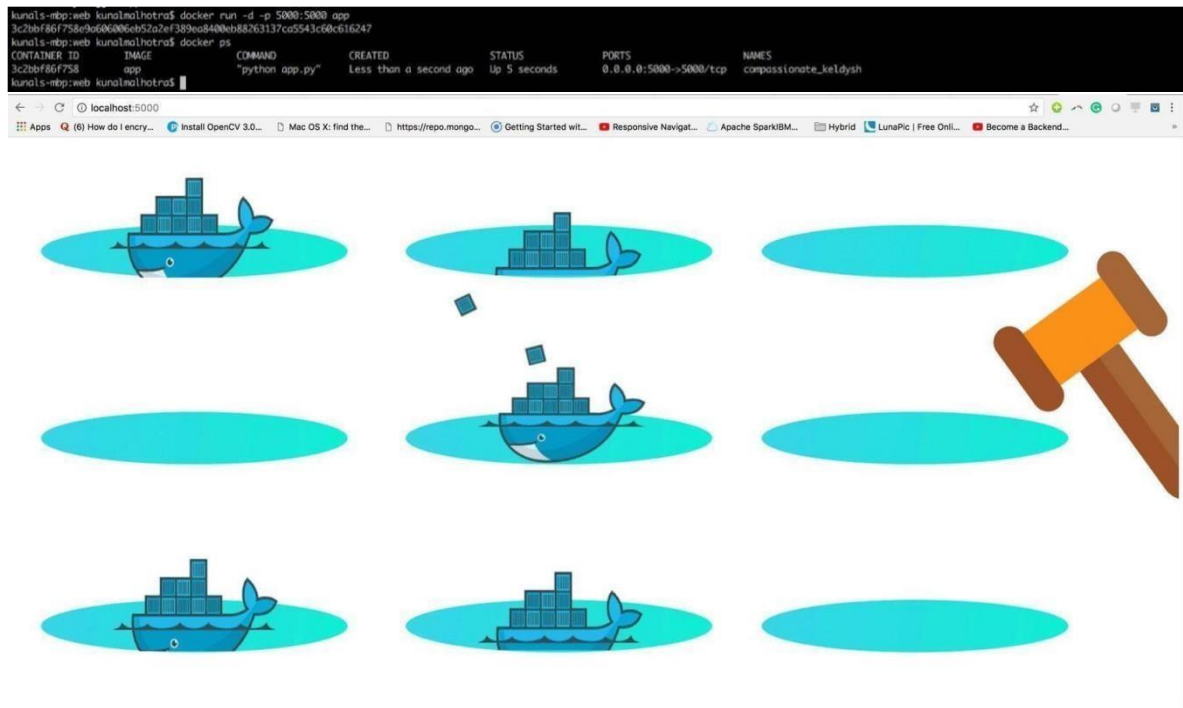 kunals-mbp:web kunalmalhotra$ docker run -d -p 5000:5000 app
3c2bbf86f758e9a606006eb52a2ef389ea8400eb88263137ca5543c60c616247
kunals-mbp:web kunalmalhotra$ docker ps
CONTAINER ID IMAGE COMMAND CREATED STATUS PORTS NAMES
3c2bbf86f758 app "python app.py" Less than a second ago Up 5 seconds 0.0.0.0:5000->5000/tcp compassionate_keldysh
kunals-mbp:web kunalmalhotra$
localhost:5000
Apps (6) How do I encry... Install OpenCV 3.0... Mac OS X: find the... https://repo.mongo... Getting Started wit... Responsive Navigat... Apache SparkIBM... Hybrid LunaPic | Free Onli... Become a Backend... »